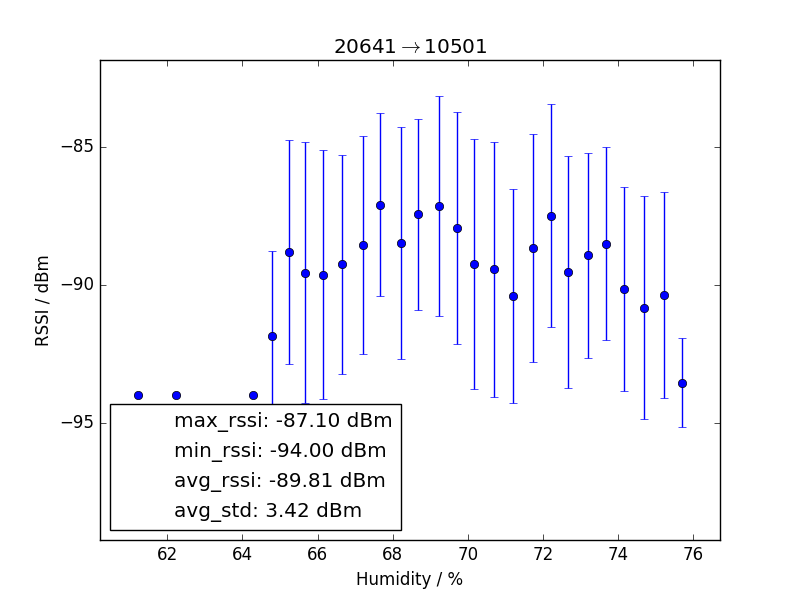 20641→10501
−85
−90
−95
RSSI / dBm
max_rssi: -87.10 dBm
min_rssi: -94.00 dBm
avg_rssi: -89.81 dBm
avg_std: 3.42 dBm
62 64 66 68 70 72 74 76
Humidity / %